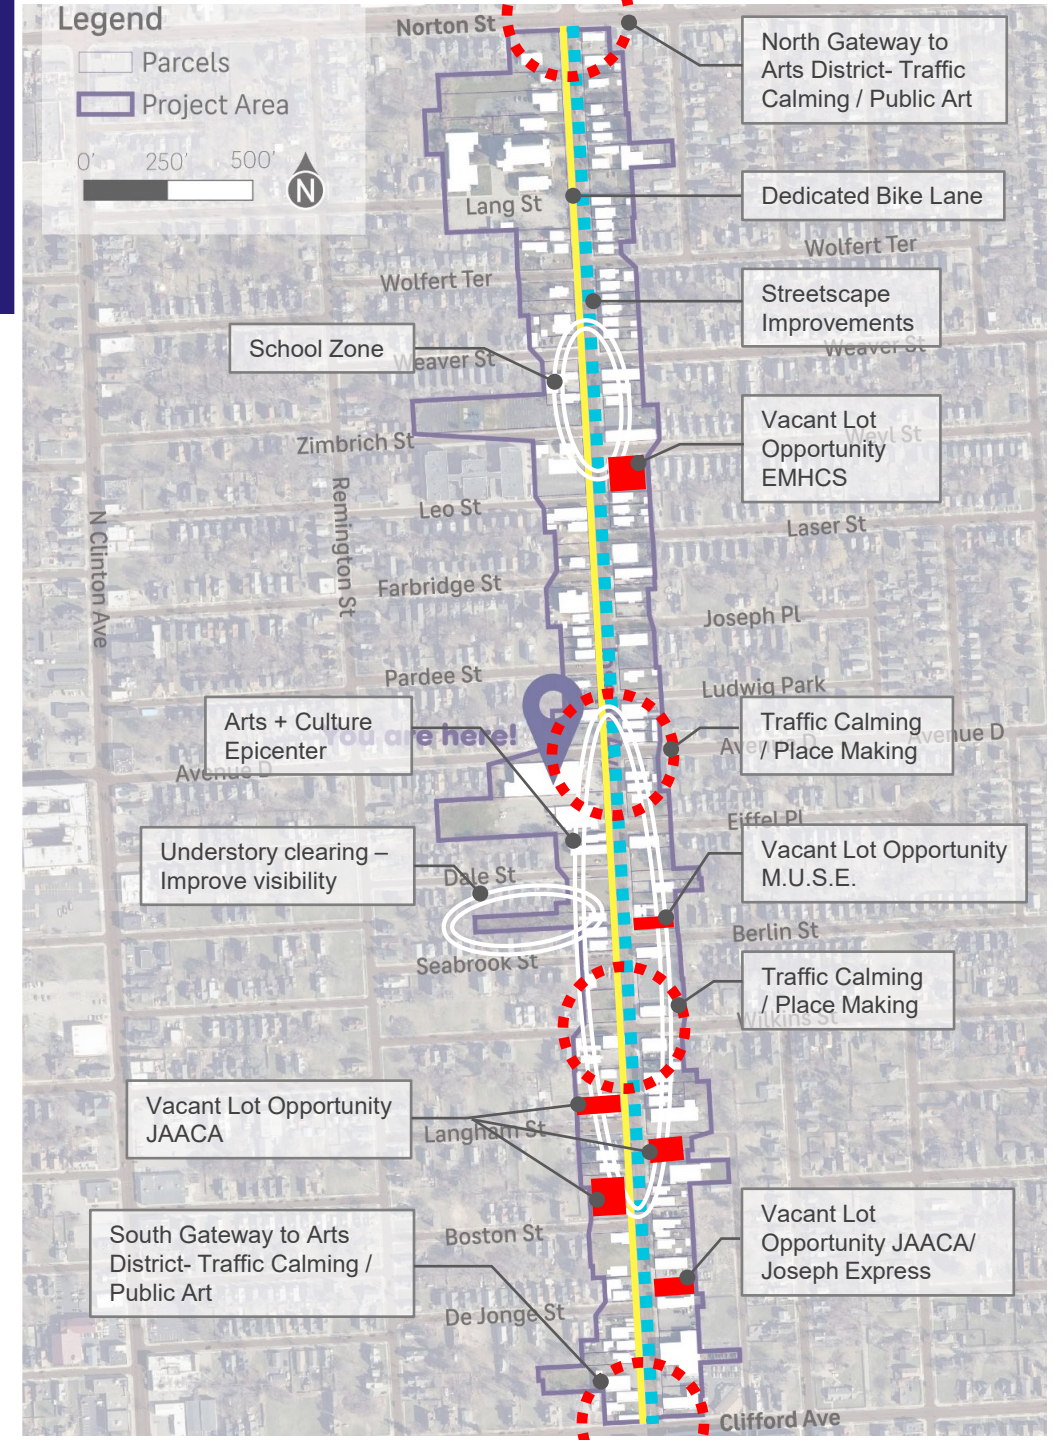 Legend
Parcels
Project Area
0' 250' 500'
N
Norton St
North Gateway to
Arts District- Traffic
Calming / Public Art
Lang St
Dedicated Bike Lane
Wolfert Ter
Wolfert Ter
Streetscape
Improvements
School Zone
Weaver St
Weaver St
Zimbrich St
Vacant Lot
Opportunity
EMHCS
Weyl St
Remington St
Leo St
N Clinton Ave
Laser St
Farbridge St
Joseph Pl
Pardee St
Ludwig Park
Arts + Culture
Epicenter
You are here!
Traffic Calming
/ Place Making
Avenue D
Avenue D
Avenue D
Eiffel Pl
Understory clearing –
Improve visibility
Vacant Lot Opportunity
M.U.S.E.
Dale St
Berlin St
Seabrook St
Traffic Calming
/ Place Making
Wilkins St
Vacant Lot Opportunity
JAACA
Langham St
Vacant Lot
Opportunity JAACA/
Joseph Express
South Gateway to Arts
District- Traffic Calming /
Public Art
Boston St
De Jonge St
Clifford Ave